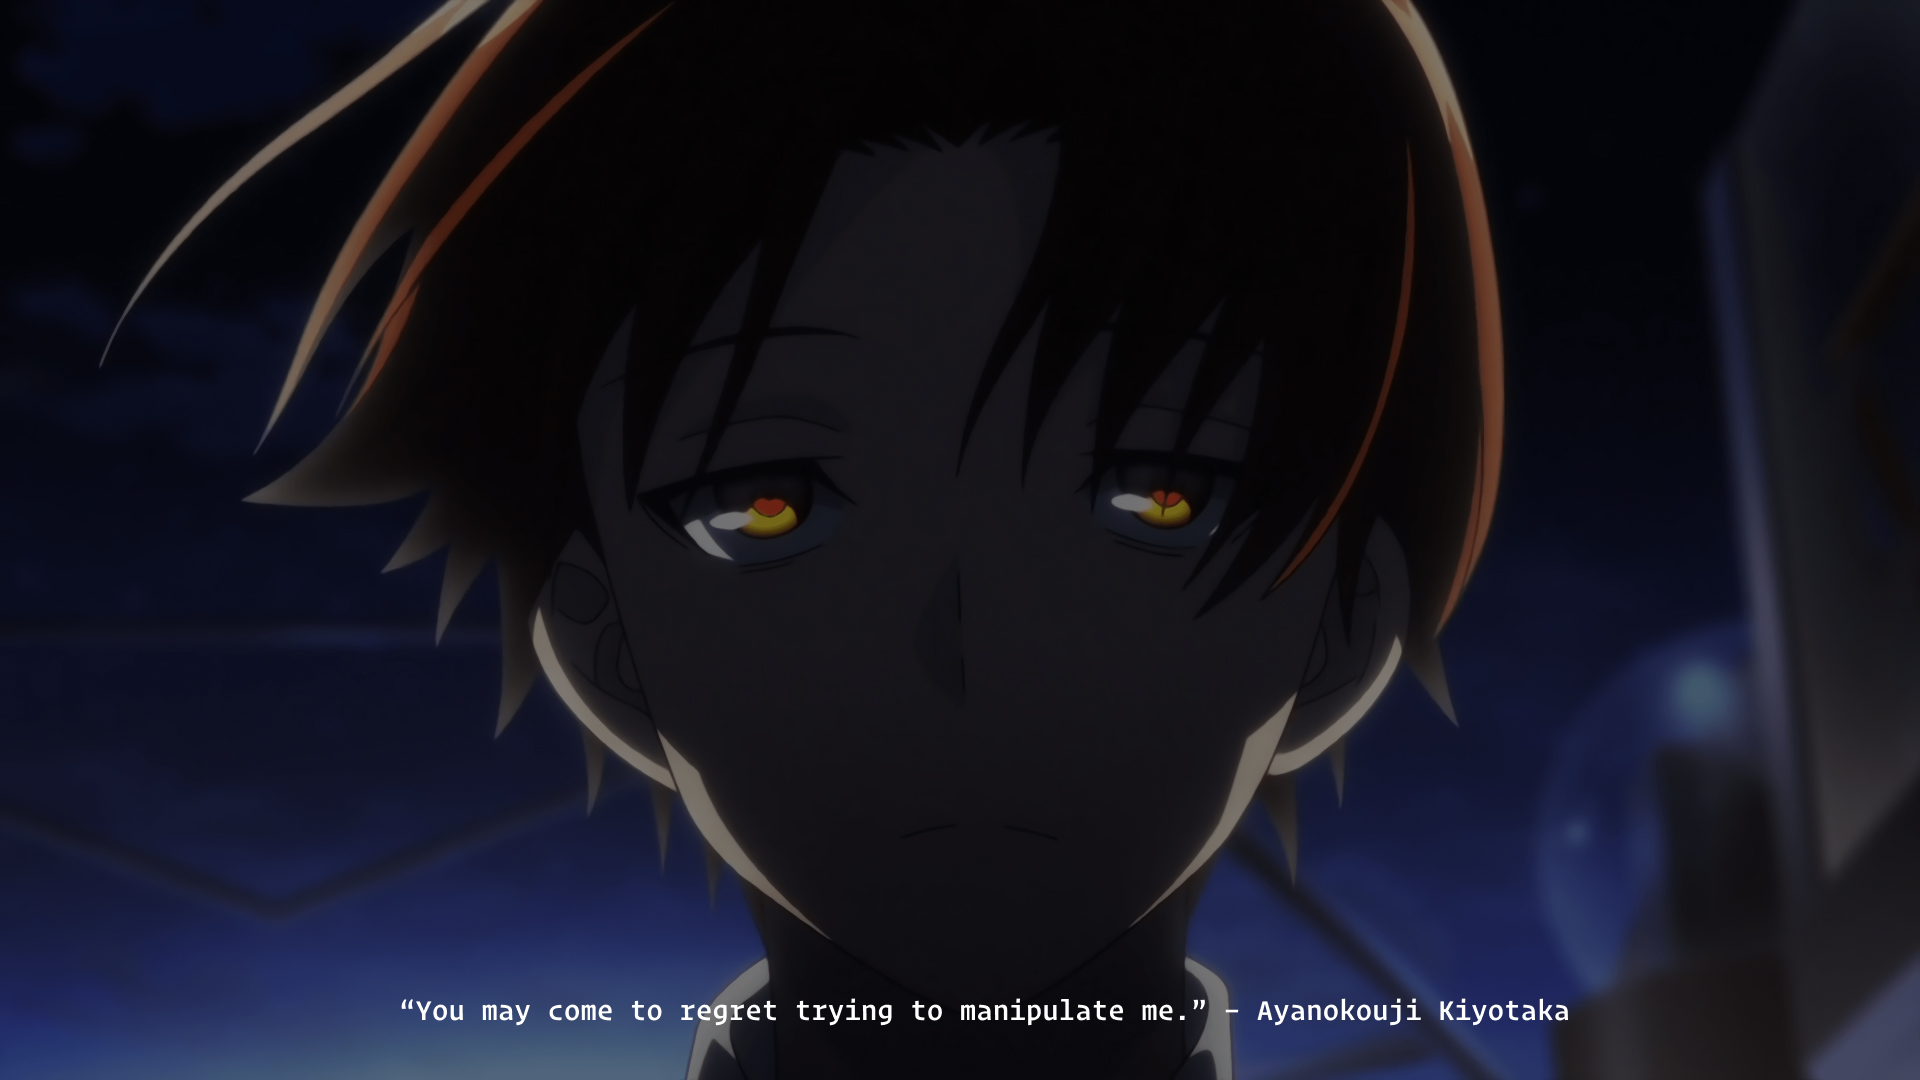 “You may come to regret trying to manipulate me.” – Ayanokouji Kiyotaka